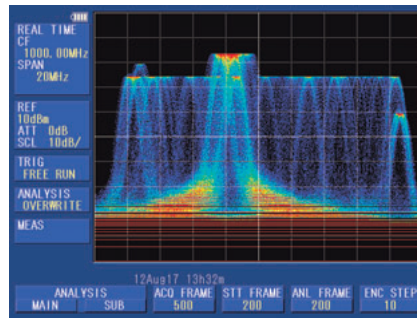 REAL TIME
CF
1000.00MHz
SPAN
20MHz
REF
10dBm
ATT 0dB
SCL 10dB/
TRIG
FREE RUN
ANALYSIS
OVERWRITE
MEAS
12Aug17 13h32m
ANALYSIS
MAIN SUB
ACQ FRAME
500
STT FRAME
200
ANL FRAME
200
ENC STEP
10